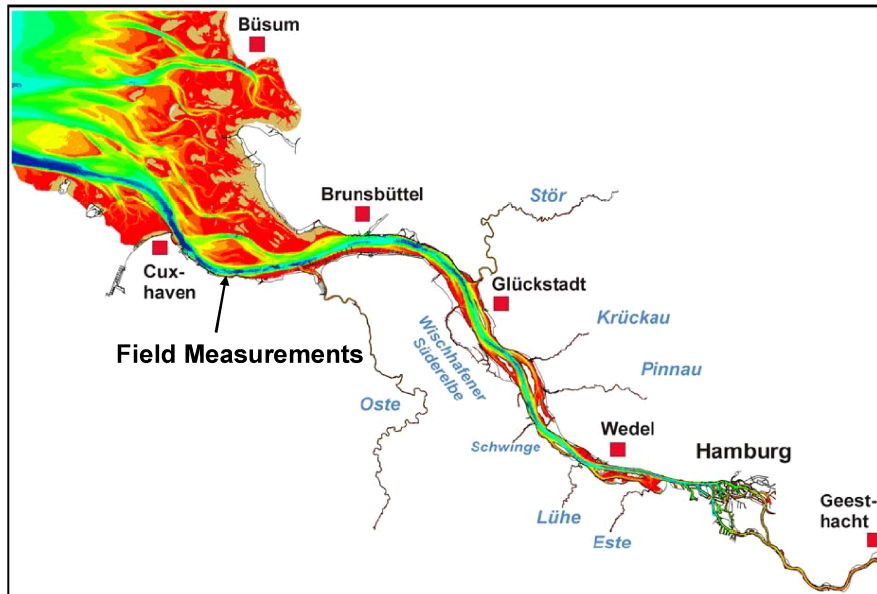 Büsum
Brunsbüttel
Stör
Cux-
haven
Glückstadt
Field Measurements
Wischhafener
Süderelbe
Krückau
Pinnau
Oste
Schwinge
Wedel
Hamburg
Lühe
Este
Geest-
hacht